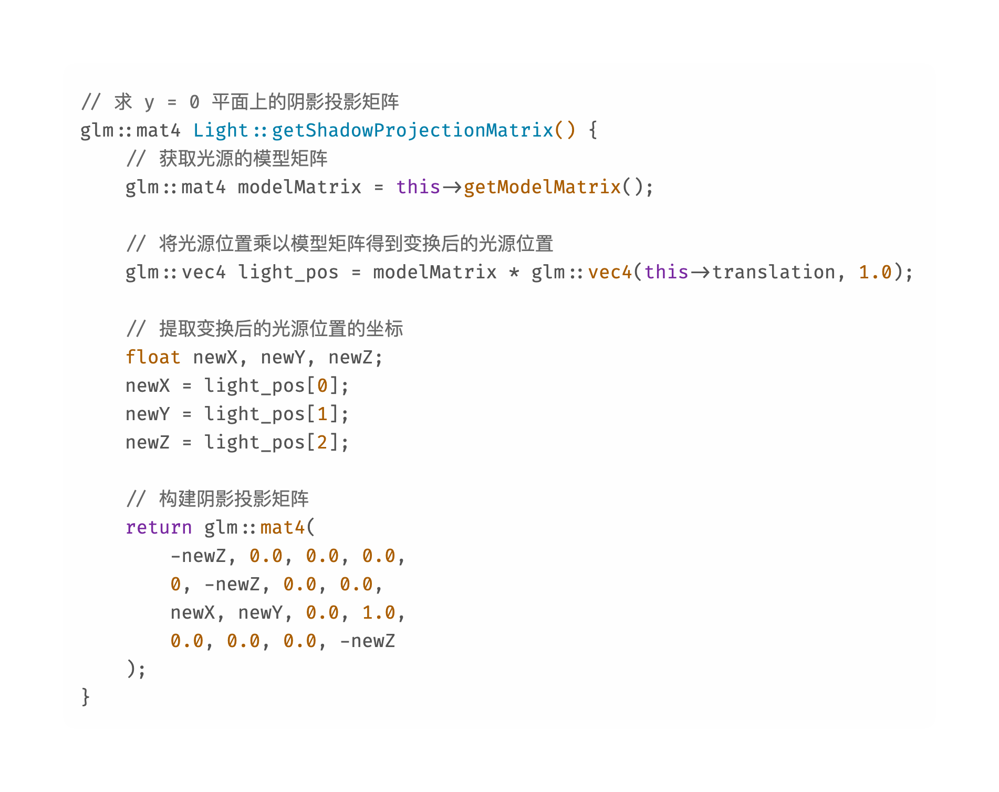 // 求 y = 0 平面上的阴影投影矩阵
glm::mat4 Light::getShadowProjectionMatrix() {
    // 获取光源的模型矩阵
    glm::mat4 modelMatrix = this->getModelMatrix();

    // 将光源位置乘以模型矩阵得到变换后的光源位置
    glm::vec4 light_pos = modelMatrix * glm::vec4(this->translation, 1.0);

    // 提取变换后的光源位置的坐标
    float newX, newY, newZ;
    newX = light_pos[0];
    newY = light_pos[1];
    newZ = light_pos[2];

    // 构建阴影投影矩阵
    return glm::mat4(
        -newZ, 0.0, 0.0, 0.0,
        0, -newZ, 0.0, 0.0,
        newX, newY, 0.0, 1.0,
        0.0, 0.0, 0.0, -newZ
    );
}